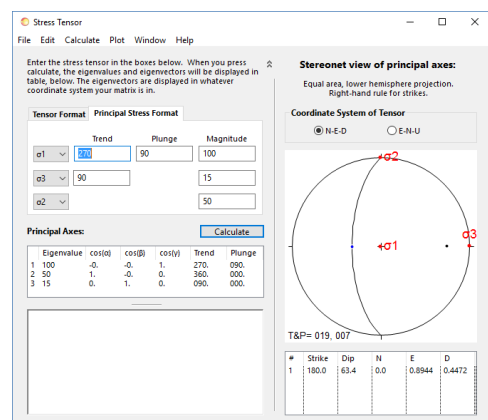 Stress Tensor
File Edit Calculate Plot Window Help
Enter the stress tensor in the boxes below. When you press
calculate, the eigenvalues and eigenvectors will be displayed in
table, below. The eigenvectors are displayed in whatever
coordinate system your matrix is in.
Tensor Format Principal Stress Format
Trend Plunge Magnitude
σ1 270 90 100
σ3 90 15
σ2 50
Principal Axes: Calculate
Eigenvalue cos(α) cos(β) cos(γ) Trend Plunge
1 100 -0. -0. 1. 270. 090.
2 50 1. -0. 0. 360. 000.
3 15 0. 1. 0. 090. 000.
Stereonet view of principal axes:
Equal area, lower hemisphere projection.
Right-hand rule for strikes.
Coordinate System of Tensor
N-E-D E-N-U
σ2
σ3
σ1
T&P= 019, 007
# Strike Dip N E D
1 180.0 63.4 0.0 0.8944 0.4472